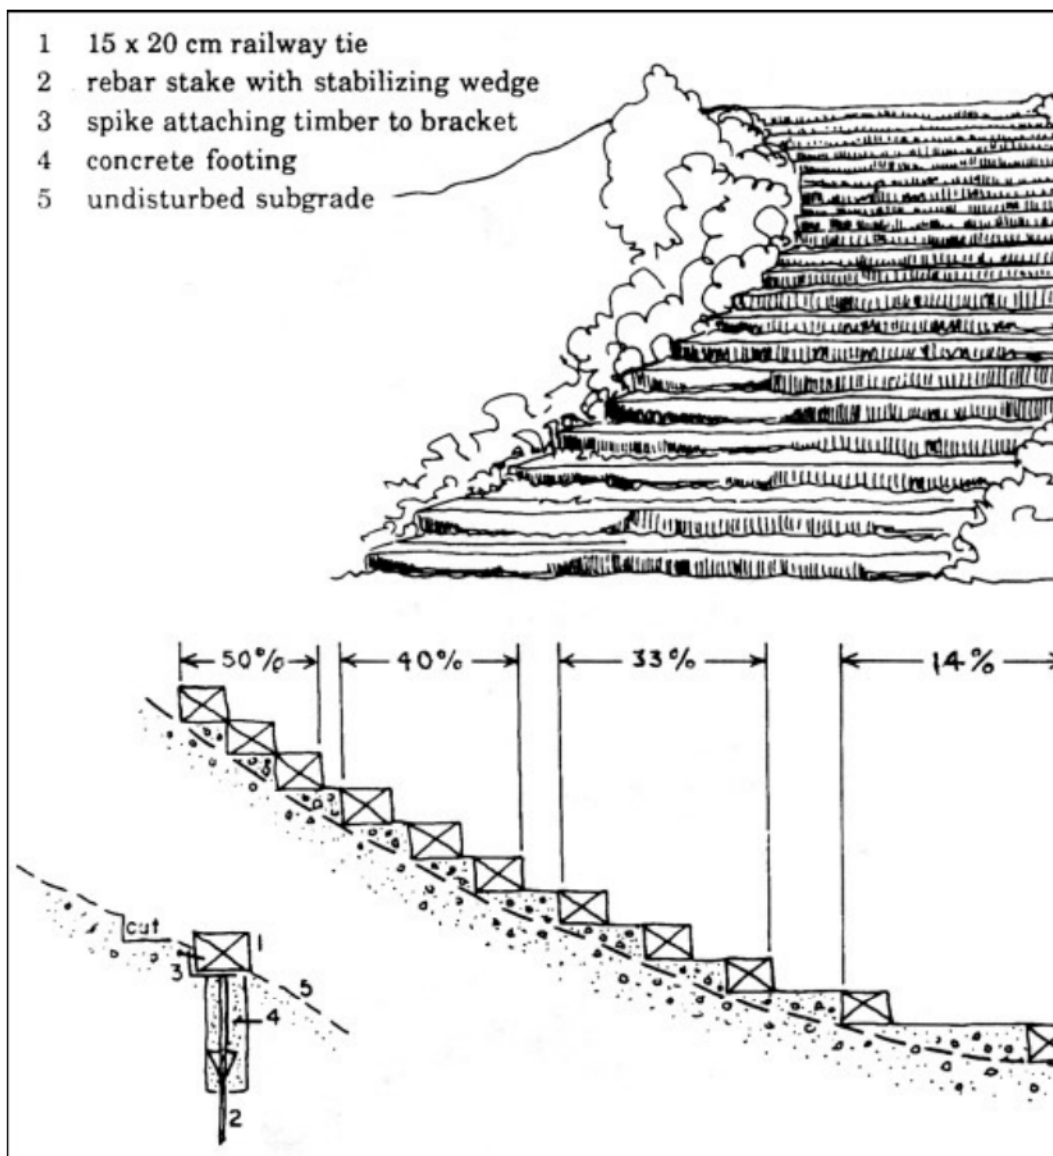 1 15 x 20 cm railway tie
2 rebar stake with stabilizing wedge
3 spike attaching timber to bracket
4 concrete footing
5 undisturbed subgrade
50% 40% 33% 14%
cut
1
3
5
4
2